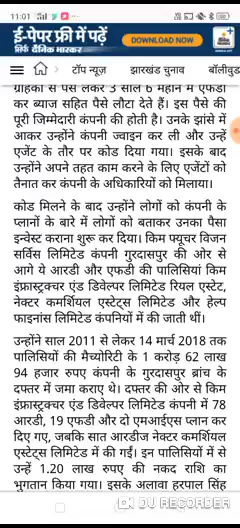 11:01
ई-पेपर फ्री में पढ़ें
सिर्फ दैनिक भास्कर
DOWNLOAD NOW
टॉप न्यूज़ झारखंड चुनाव बॉलीवुड
ग्राहकों से पैसे लेकर 3 साल 6 महीने में एफडी
कर ब्याज सहित पैसे लौटा देते हैं। इस पैसे की
पूरी जिम्मेदारी कंपनी की होती है। उनके झांसे में
आकर उन्होंने कंपनी ज्वाइन कर ली और उन्हें
एजेंट के तौर पर कोड दिया गया। इसके बाद
उन्होंने अपने तहत काम करने के लिए एजेंटों को
तैनात कर कंपनी के अधिकारियों को मिलाया।
कोड मिलने के बाद उन्होंने लोगों को कंपनी के
प्लानों के बारे में लोगों को बताकर उनका पैसा
इन्वेस्ट कराना शुरू कर दिया। किम फ्यूचर विजन
सर्विस लिमिटेड कंपनी गुरदासपुर की ओर से
आगे ये आरडी और एफडी की पालिसियां किम
इंफ्रास्ट्रक्चर एंड डिवेल्पर लिमिटेड रियल एस्टेट,
नेक्टर कमर्शियल एस्टेट्स लिमिटेड और हेल्प
फाइनांस लिमिटेड कंपनियों में की जाती थीं।
उन्होंने साल 2011 से लेकर 14 मार्च 2018 तक
पालिसियों की मैच्योरिटी के 1 करोड़ 62 लाख
94 हजार रुपए कंपनी के गुरदासपुर ब्रांच के
दफ्तर में जमा कराए थे। दफ्तर की ओर से किम
इंफ्रास्ट्रक्चर एंड डिवेल्पर लिमिटेड कंपनी में 78
आरडी, 19 एफडी और दो एमआईएस प्लान कर
दिए गए, जबकि सात आरडीज नेक्टर कमर्शियल
एस्टेट्स लिमिटेड में की गईं। इन पालिसियों में से
उन्हें 1.20 लाख रुपए की नकद राशि का
भुगतान किया गया। इसके अलावा हरपाल सिंह
DU RECORDER